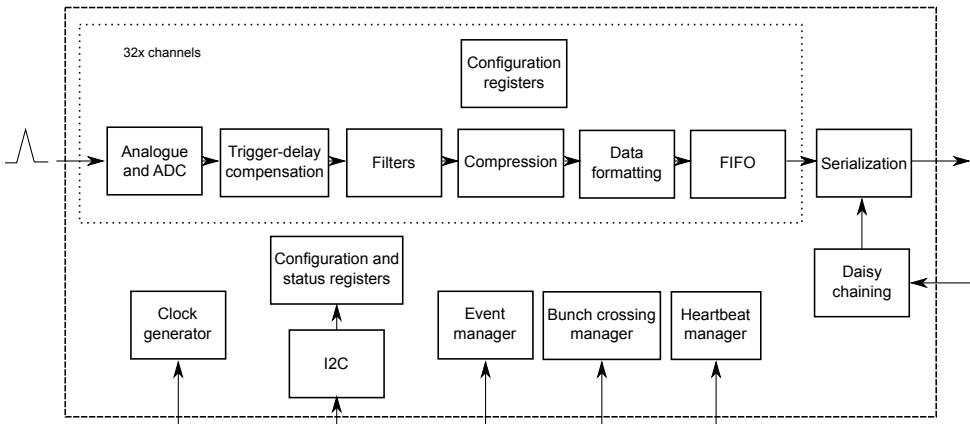 32x channels
Configuration
registers
Analogue
and ADC
Trigger-delay
compensation
Filters
Compression
Data
formatting
FIFO
Serialization
Configuration and
status registers
Daisy
chaining
Clock
generator
I2C
Event
manager
Bunch crossing
manager
Heartbeat
manager